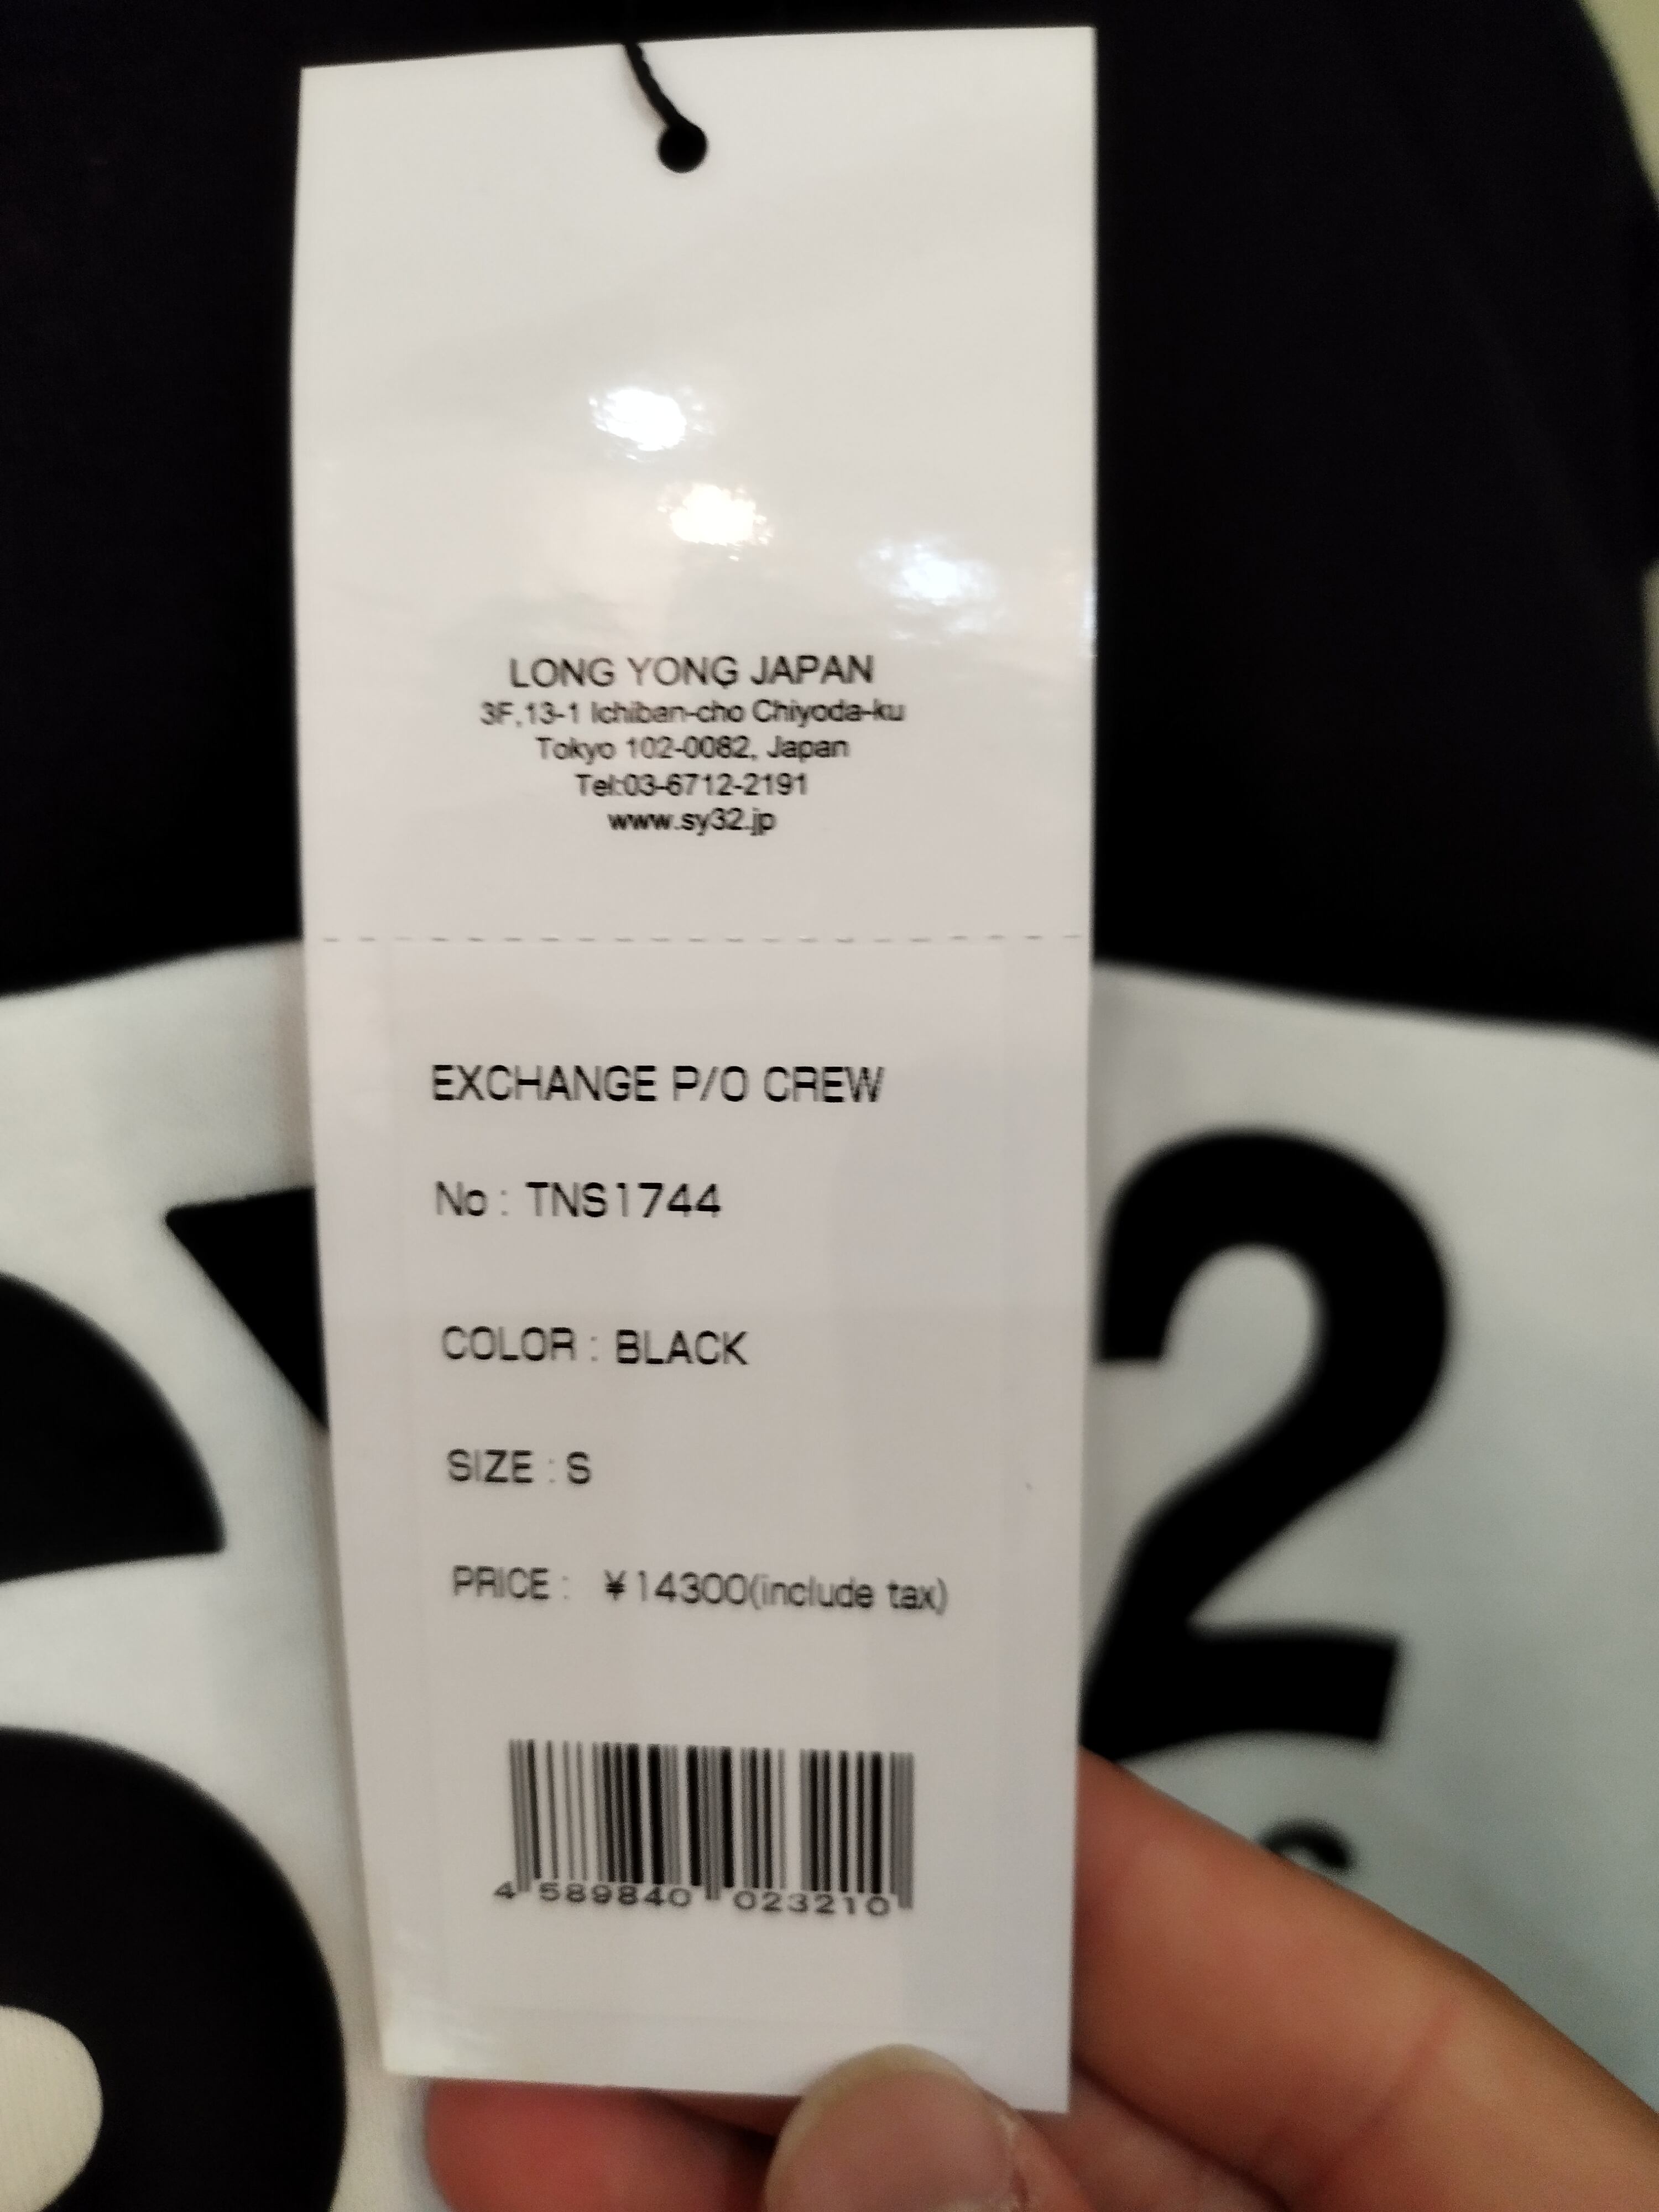 LONG YONG JAPAN
3F,13-1 Ichiban-cho Chiyoda-ku
Tokyo 102-0082, Japan
Tel:03-6712-2191
www.sy32.jp
EXCHANGE P/O CREW
No : TNS1744
COLOR : BLACK
SIZE : S
PRICE : ¥14300(include tax)
4 589840 023210
2